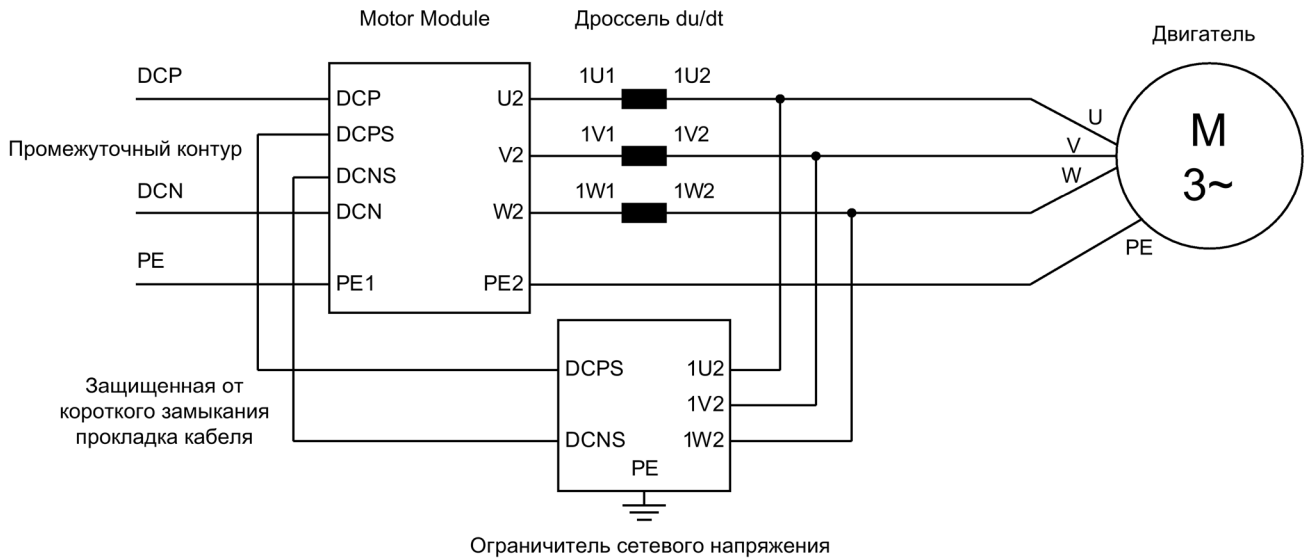 Motor Module
Дроссель du/dt
Двигатель
DCP
1U1
1U2
DCP
U2
DCPS
U
Промежуточный контур
1V1
1V2
V
V2
DCNS
W
DCN
1W1
1W2
DCN
W2
M
3~
PE
PE
PE1
PE2
Защищенная от
короткого замыкания
прокладка кабеля
DCPS
1U2
1V2
DCNS
1W2
PE
Ограничитель сетевого напряжения